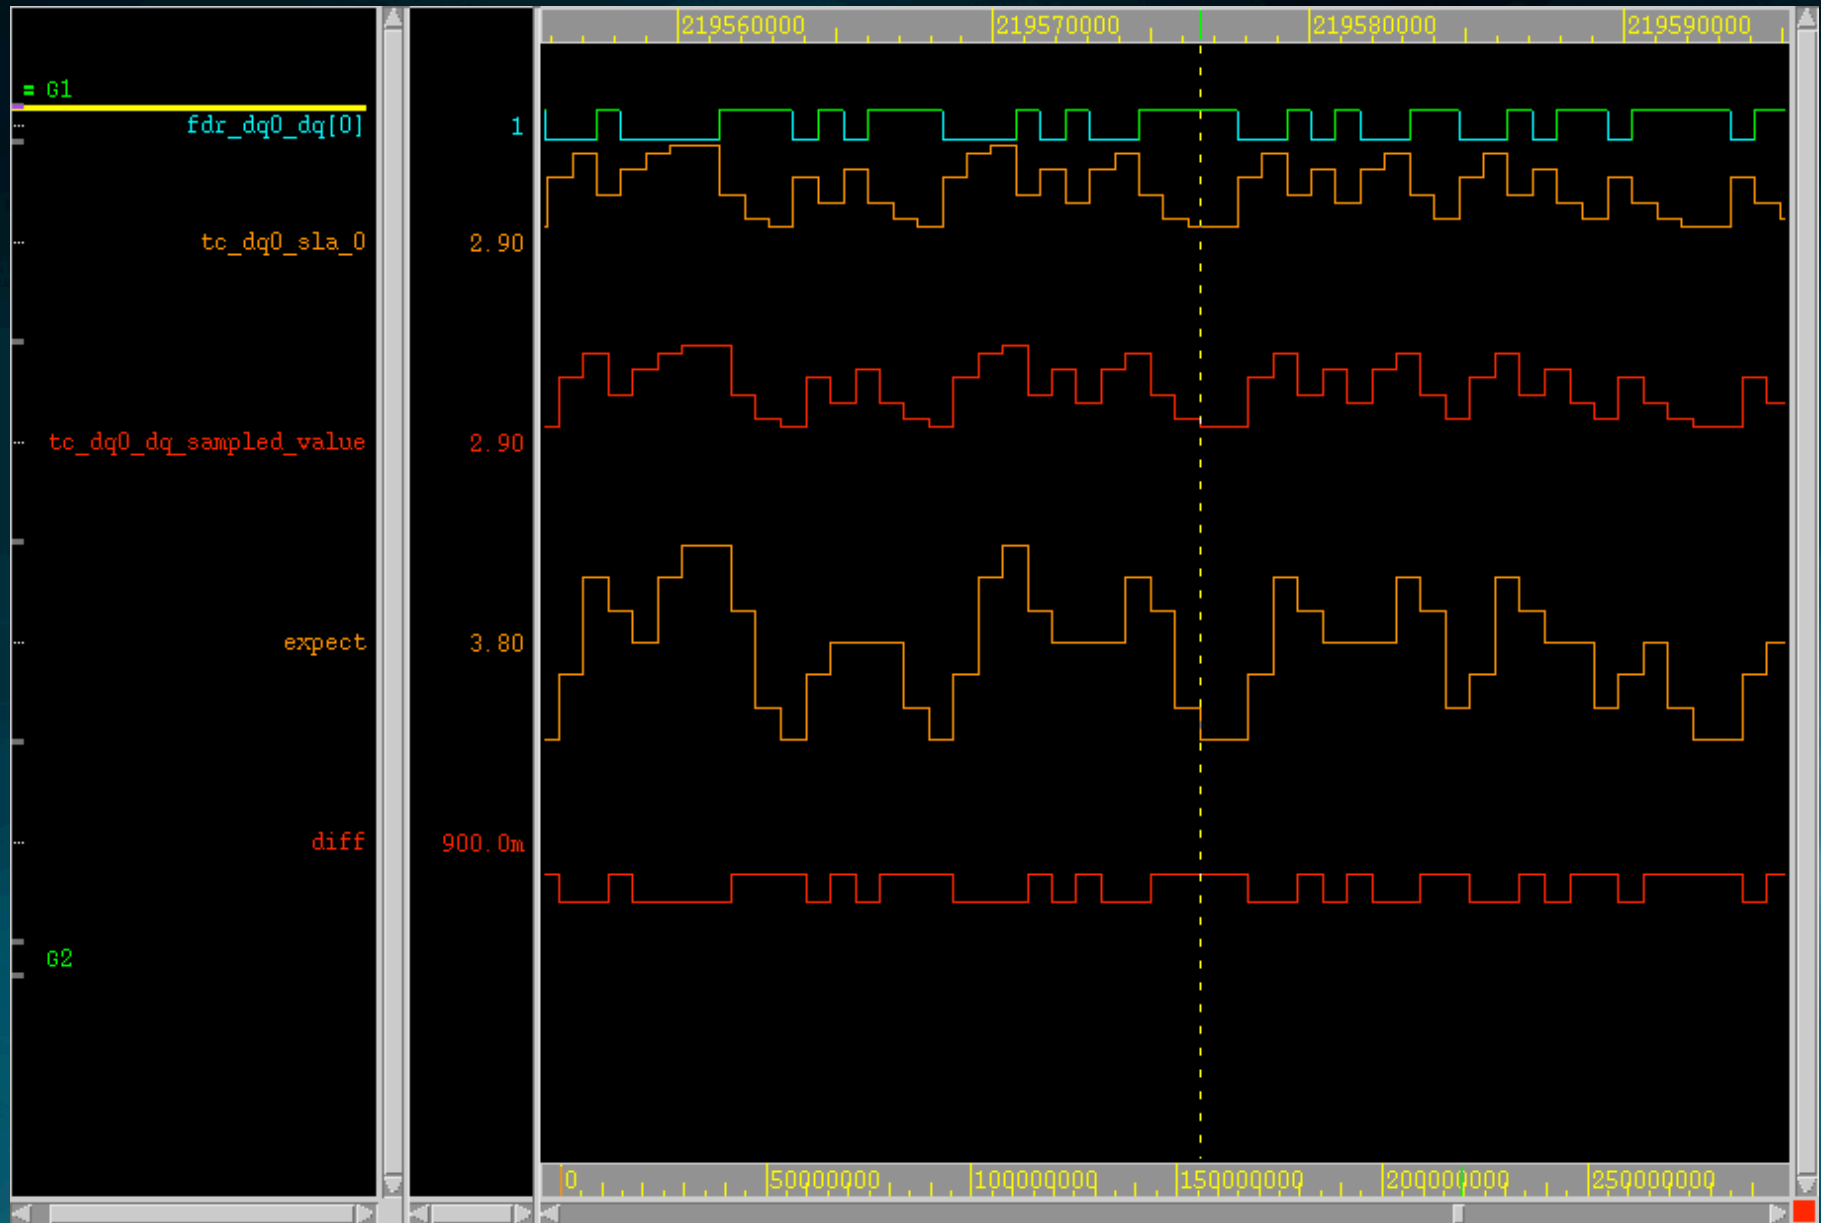 219560000 219570000 219580000 219590000
= G1
fdr_dq0_dq[0] 1
tc_dq0_sla_0 2.90
tc_dq0_dq_sampled_value 2.90
expect 3.80
diff 900.0m
G2
0 50000000 100000000 150000000 200000000 250000000